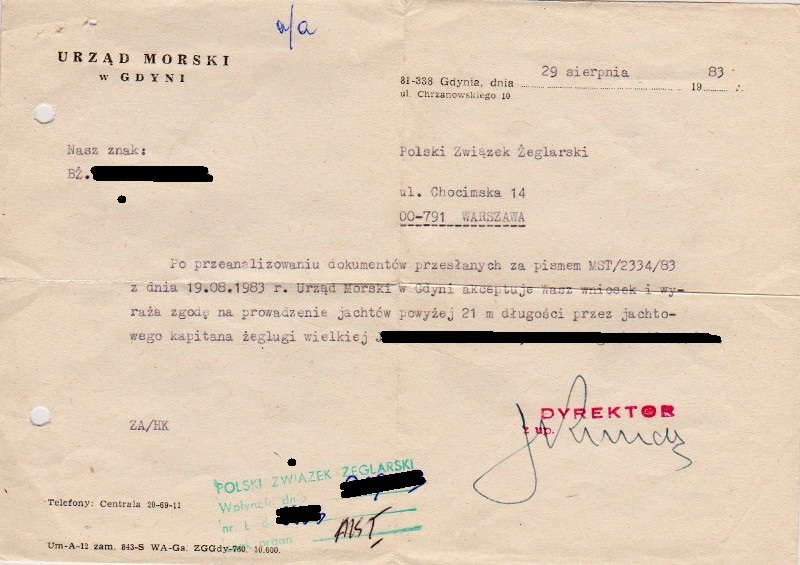 a/a
URZĄD MORSKI
w GDYNI
81-338 Gdynia, dnia 29 sierpnia 1983 r.
ul. Chrzanowskiego 10
Nasz znak:
BŻ.
Polski Związek Żeglarski
ul. Chocimska 14
00-791 WARSZAWA
Po przeanalizowaniu dokumentów przesłanych za pismem MST/2334/83
z dnia 19.08.1983 r. Urząd Morski w Gdyni akceptuje Wasz wniosek i wy-
raża zgodę na prowadzenie jachtów powyżej 21 m długości przez jachto-
wego kapitana żeglugi wielkiej
DYREKTOR
z up.
ZA/HK
POLSKI ZWIĄZEK ŻEGLARSKI
Wpłynęło dnia
nr. L. d.
Telefony: Centrala 20-69-11
Um-A-12 zam. 843-S WA-Ga. ZGGdy-760. 10.000.